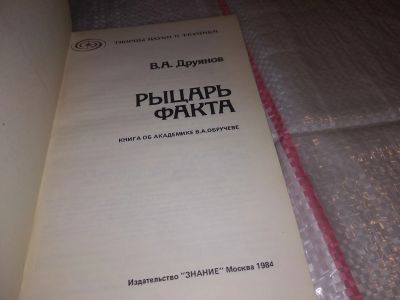 ТВОРЦЫ НАУКИ И ТЕХНИКИ
В.А. Друянов
РЫЦАРЬ
ФАКТА
КНИГА ОБ АКАДЕМИКЕ В.А.ОБРУЧЕВЕ
Издательство "ЗНАНИЕ" Москва 1984